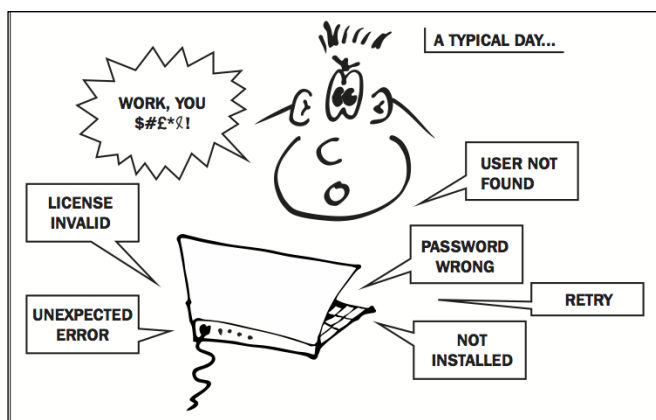 A TYPICAL DAY...
WORK, YOU
$#£*&!
USER NOT
FOUND
LICENSE
INVALID
PASSWORD
WRONG
RETRY
UNEXPECTED
ERROR
NOT
INSTALLED